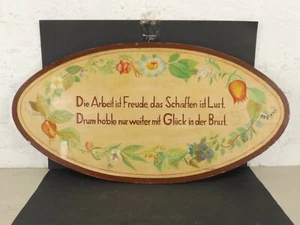 Die Arbeit ist Freude, das Schaffen ist Lust.
Drum hoble nur weiter mit Glück in der Brust.